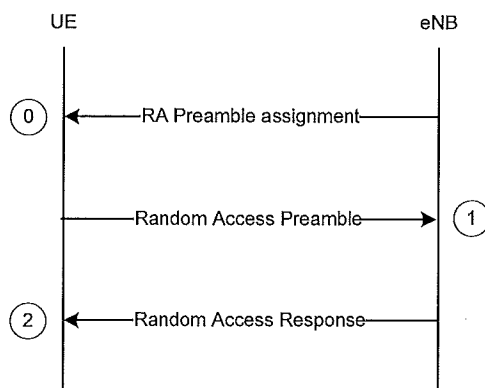 UE eNB
0 RA Preamble assignment
Random Access Preamble 1
2 Random Access Response